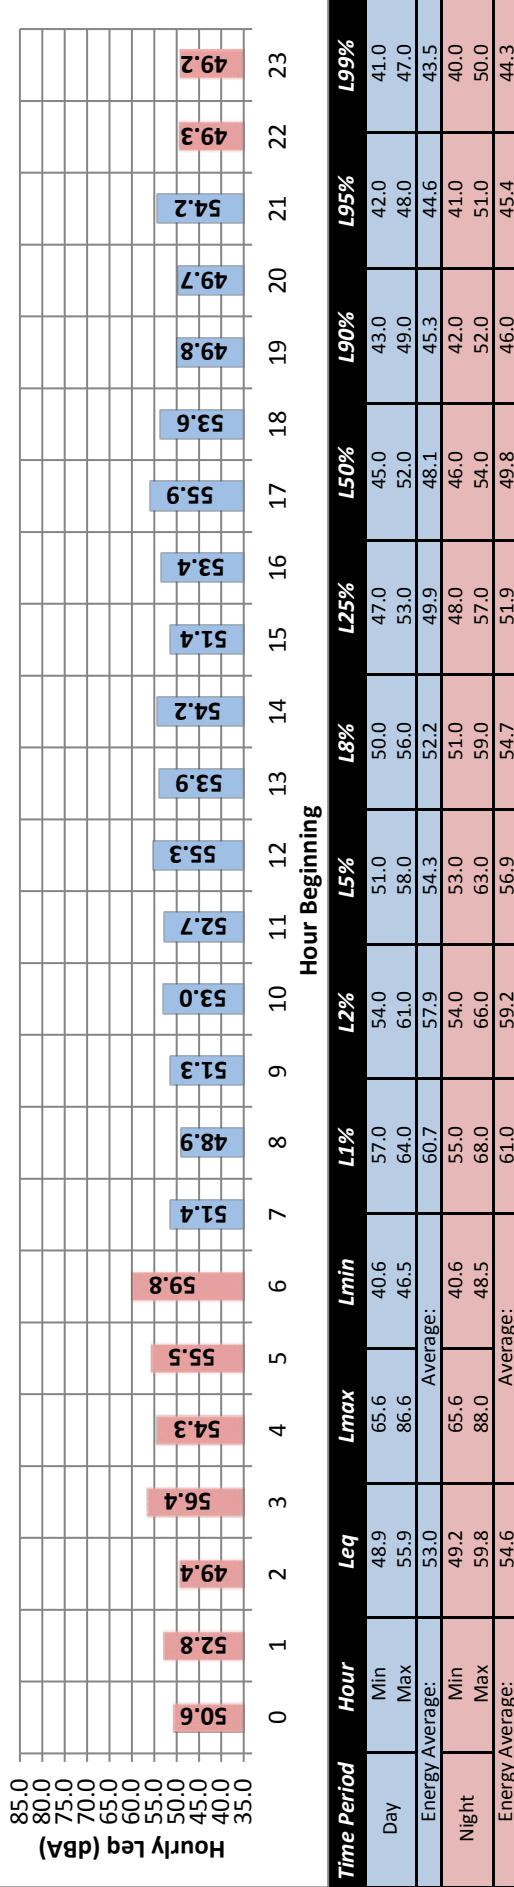 Hourly Leq (dBA)
85.0
80.0
75.0
70.0
65.0
60.0
55.0
50.0
45.0
40.0
35.0
50.6 52.8 49.4 56.4 54.3 55.5 59.8 51.4 48.9 51.3 53.0 52.7 55.3 53.9 54.2 51.4 53.4 55.9 53.6 49.8 49.7 54.2 49.3 49.2
0 1 2 3 4 5 6 7 8 9 10 11 12 13 14 15 16 17 18 19 20 21 22 23
Hour Beginning
Time Period Hour Leq Lmax Lmin L1% L2% L5% L8% L25% L50% L90% L95% L99%
Day Min 48.9 65.6 40.6 57.0 54.0 51.0 50.0 47.0 45.0 43.0 42.0 41.0
Max 55.9 86.6 46.5 64.0 61.0 58.0 56.0 53.0 52.0 49.0 48.0 47.0
Energy Average: 53.0 Average: 60.7 57.9 54.3 52.2 49.9 48.1 45.3 44.6 43.5
Night Min 49.2 65.6 40.6 55.0 54.0 53.0 51.0 48.0 46.0 42.0 41.0 40.0
Max 59.8 88.0 48.5 68.0 66.0 63.0 59.0 57.0 54.0 52.0 51.0 50.0
Energy Average: 54.6 Average: 61.0 59.2 56.9 54.7 51.9 49.8 46.0 45.4 44.3